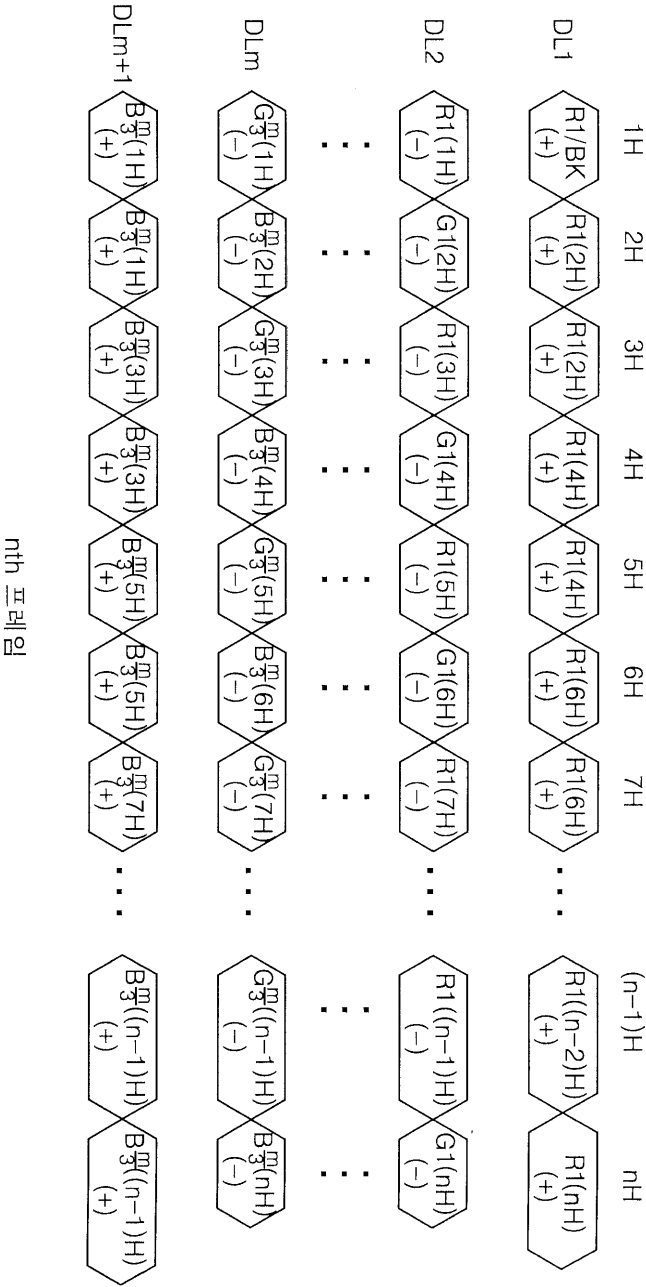 1H 2H 3H 4H 5H 6H 7H (n-1)H nH
DL1 R1/BK (+) R1(2H) (+) R1(2H) (+) R1(4H) (+) R1(4H) (+) R1(6H) (+) R1(6H) (+) ... R1((n-2)H) (+) R1(nH) (+)
DL2 R1(1H) (-) G1(2H) (-) R1(3H) (-) G1(4H) (-) R1(5H) (-) G1(6H) (-) R1(7H) (-) ... R1((n-1)H) (-) G1(nH) (-)
... ... ... ... ... ... ... ... ...
DLm G m/3(1H) (-) B m/3(2H) (-) G m/3(3H) (-) B m/3(4H) (-) G m/3(5H) (-) B m/3(6H) (-) G m/3(7H) (-) ... G m/3((n-1)H) (-) B m/3(nH) (-)
DLm+1 B m/3(1H) (+) B m/3(1H) (+) B m/3(3H) (+) B m/3(3H) (+) B m/3(5H) (+) B m/3(5H) (+) B m/3(7H) (+) ... B m/3((n-1)H) (+) B m/3((n-1)H) (+)
nth 프레임